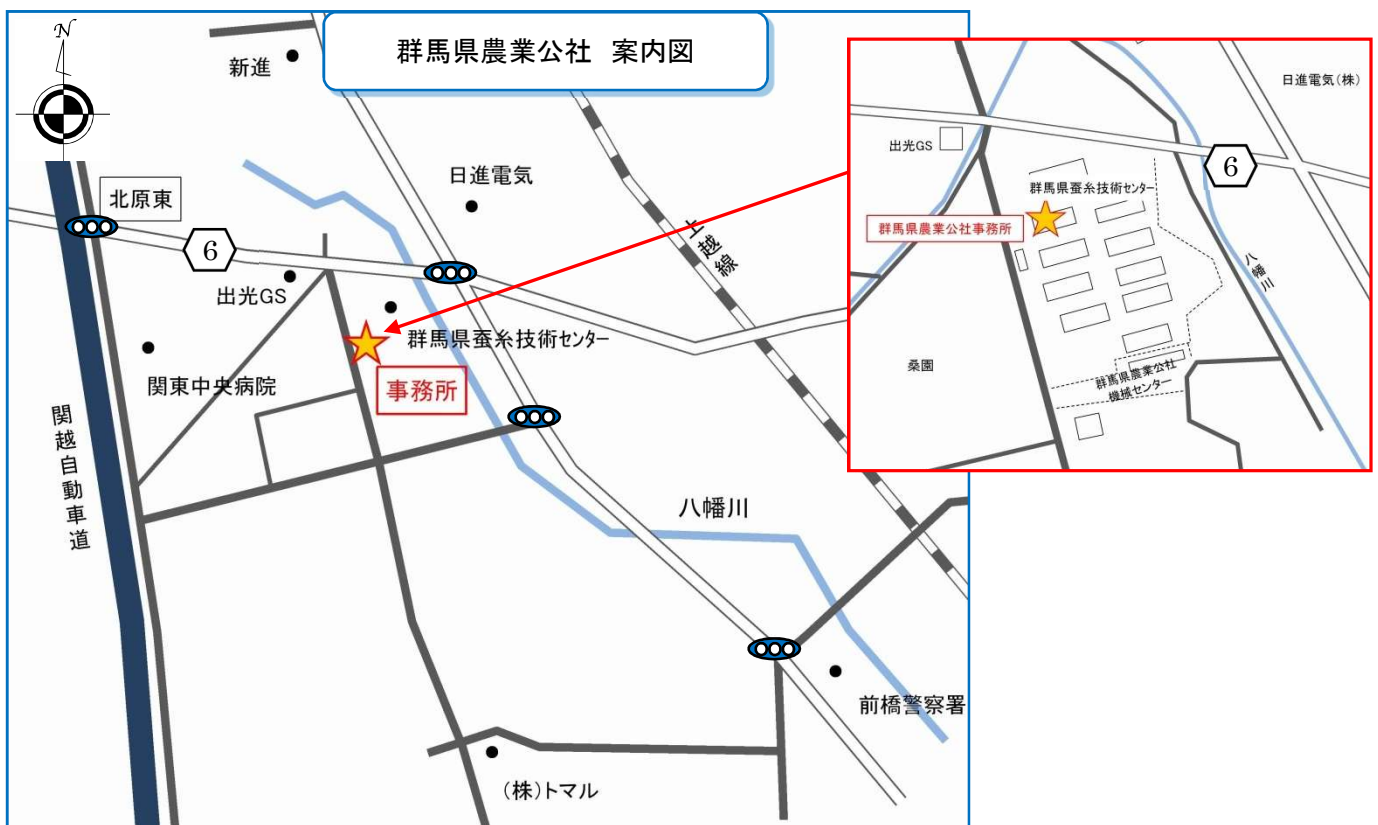 群馬県農業公社 案内図
N
新進
日進電気
北原東
6
上越線
出光GS
群馬県蚕糸技術センター
事務所
関東中央病院
関越自動車道
八幡川
前橋警察署
(株)トマル
日進電気(株)
出光GS
6
群馬県蚕糸技術センター
群馬県農業公社事務所
八幡川
桑園
群馬県農業公社
機械センター